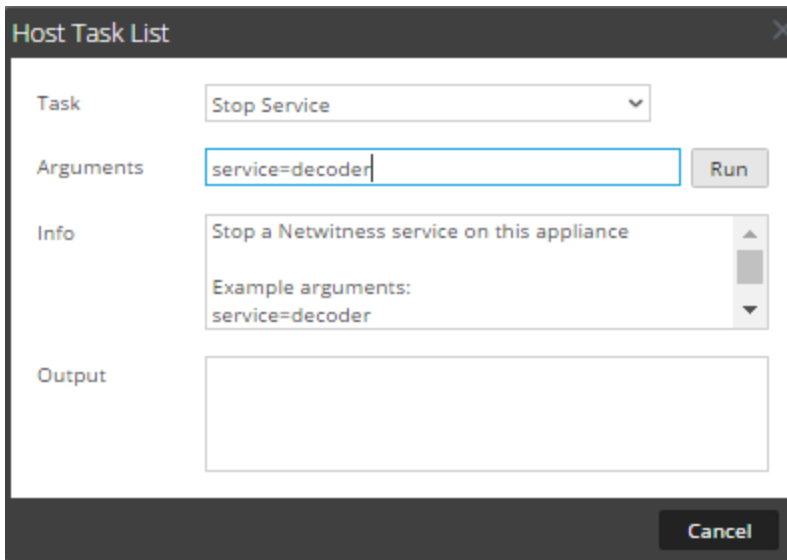 Host Task List
Task
Stop Service
Arguments
service=decoder
Run
Info
Stop a Netwitness service on this appliance
Example arguments:
service=decoder
Output
Cancel